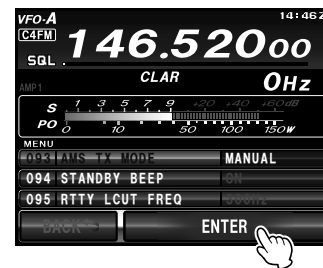 VFO-A 14:46Z
C4FM 146.52000
SQL
CLAR 0Hz
AMP1
S 1 3 5 7 9 +20 +40 +60dB
PO 0 10 50 100 150W
MENU
093 AMS TX MODE MANUAL
094 STANDBY BEEP ON
095 RTTY LCUT FREQ
BACK ENTER